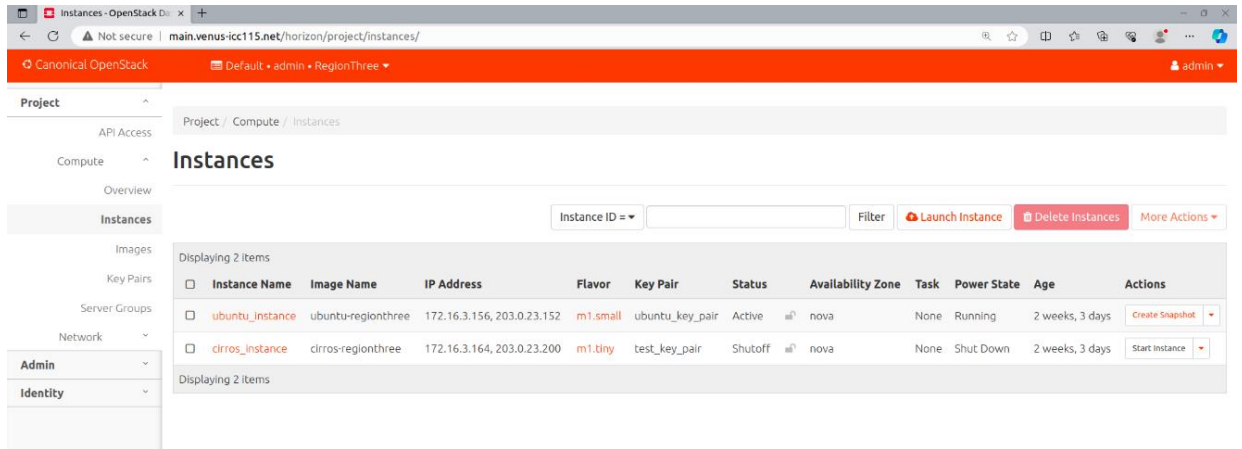 Instances - OpenStack Da
Not secure | main.venus-icc115.net/horizon/project/instances/
Canonical OpenStack Default • admin • RegionThree admin
Project
API Access
Compute
Overview
Instances
Images
Key Pairs
Server Groups
Network
Admin
Identity
Project / Compute / Instances
Instances
Instance ID = Filter Launch Instance Delete Instances More Actions
Displaying 2 items
Instance Name Image Name IP Address Flavor Key Pair Status Availability Zone Task Power State Age Actions
ubuntu_instance ubuntu-regionthree 172.16.3.156, 203.0.23.152 m1.small ubuntu_key_pair Active nova None Running 2 weeks, 3 days Create Snapshot
cirros_instance cirros-regionthree 172.16.3.164, 203.0.23.200 m1.tiny test_key_pair Shutoff nova None Shut Down 2 weeks, 3 days Start Instance
Displaying 2 items